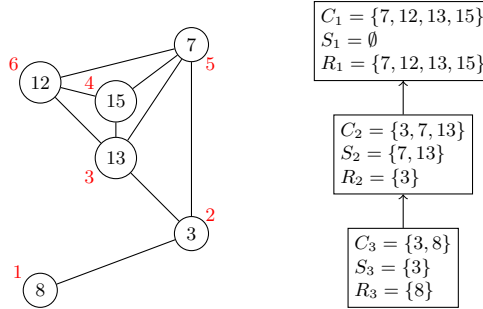 7
5
6
12
4
15
13
3
2
3
1
8
C₁ = {7, 12, 13, 15}
S₁ = ∅
R₁ = {7, 12, 13, 15}
C₂ = {3, 7, 13}
S₂ = {7, 13}
R₂ = {3}
C₃ = {3, 8}
S₃ = {3}
R₃ = {8}